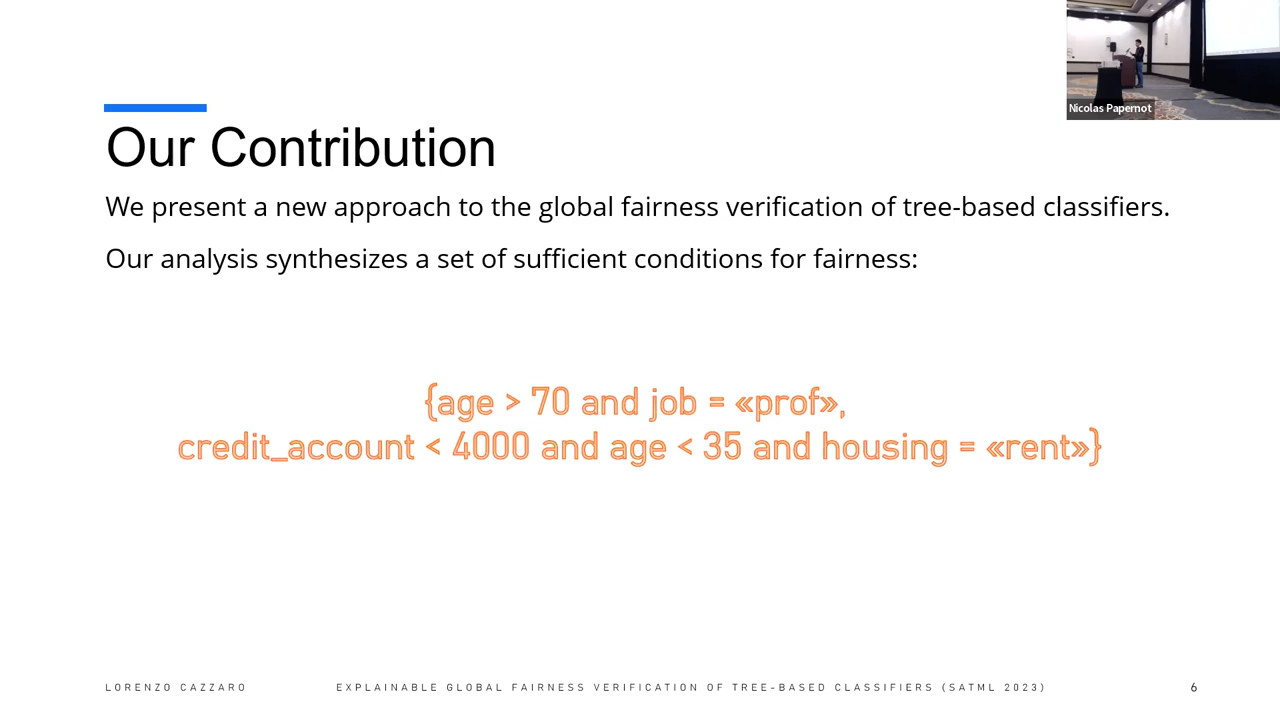 Nicolas Papernot
Our Contribution
We present a new approach to the global fairness verification of tree-based classifiers.
Our analysis synthesizes a set of sufficient conditions for fairness:
{age > 70 and job = «prof»,
credit_account < 4000 and age < 35 and housing = «rent»}
LORENZO CAZZARO
EXPLAINABLE GLOBAL FAIRNESS VERIFICATION OF TREE-BASED CLASSIFIERS (SATML 2023)
6